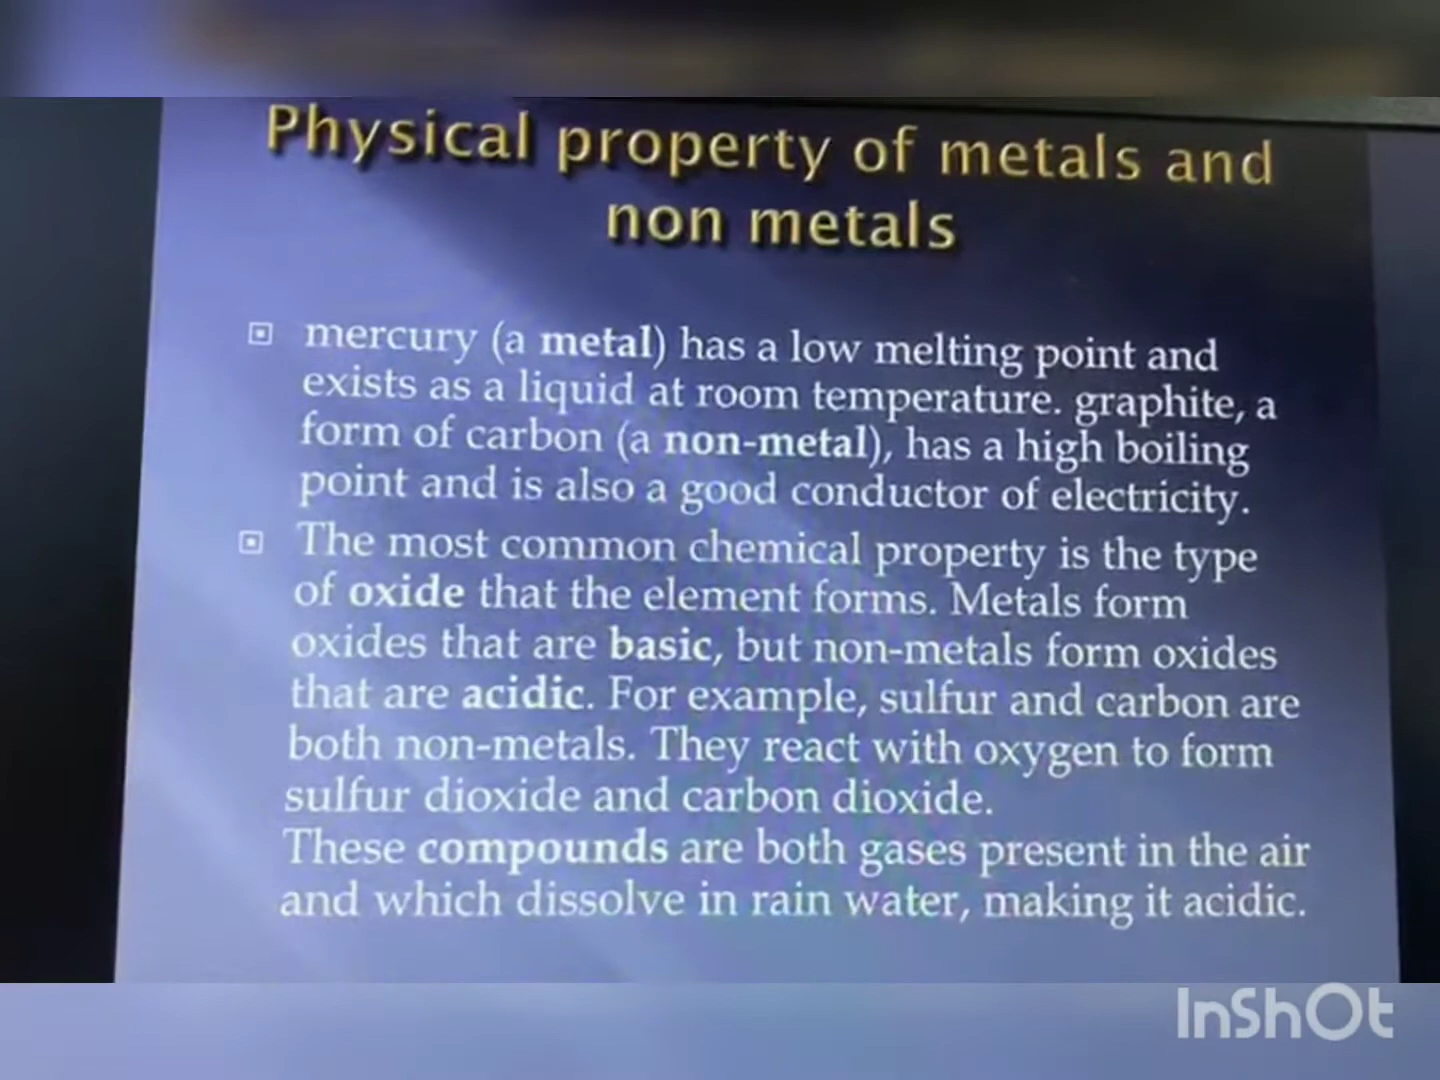 Physical property of metals and
non metals
mercury (a metal) has a low melting point and
exists as a liquid at room temperature. graphite, a
form of carbon (a non-metal), has a high boiling
point and is also a good conductor of electricity.
The most common chemical property is the type
of oxide that the element forms. Metals form
oxides that are basic, but non-metals form oxides
that are acidic. For example, sulfur and carbon are
both non-metals. They react with oxygen to form
sulfur dioxide and carbon dioxide.
These compounds are both gases present in the air
and which dissolve in rain water, making it acidic.
InShOt